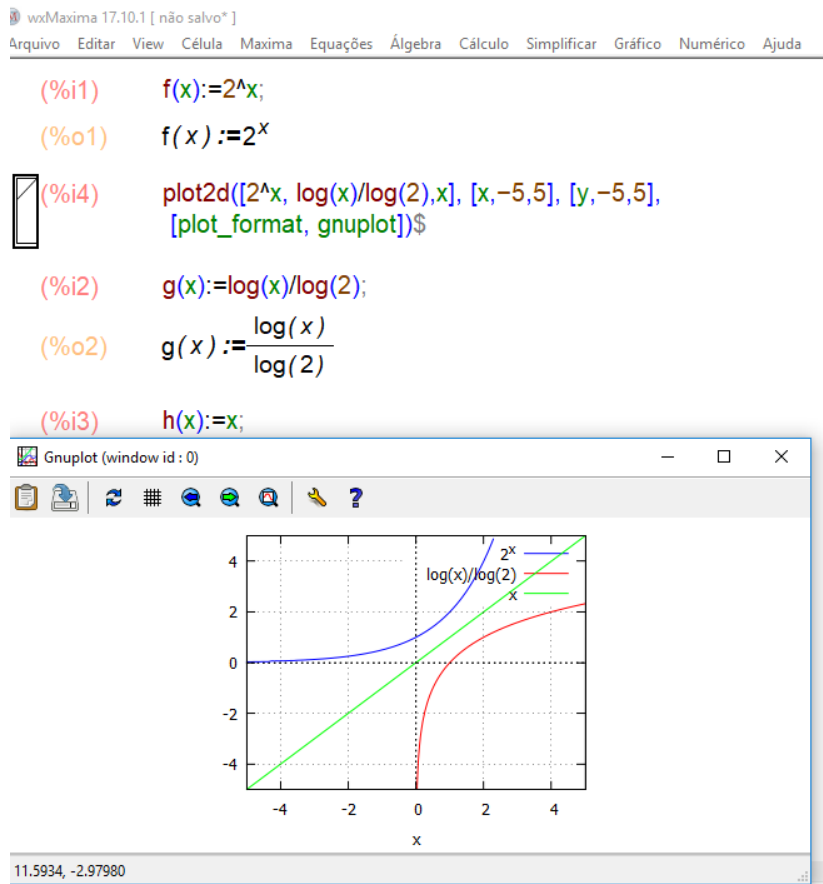 wxMaxima 17.10.1 [ não salvo* ]
Arquivo Editar View Célula Maxima Equações Álgebra Cálculo Simplificar Gráfico Numérico Ajuda
(%i1) f(x):=2^x;
(%o1) f(x):=2^x
(%i4) plot2d([2^x, log(x)/log(2),x], [x,−5,5], [y,−5,5],
[plot_format, gnuplot])$
(%i2) g(x):=log(x)/log(2);
(%o2) g(x):=log(x)/log(2)
(%i3) h(x):=x;
Gnuplot (window id : 0)
2^x
log(x)/log(2)
x
4
2
0
-2
-4
-4 -2 0 2 4
x
11.5934, -2.97980